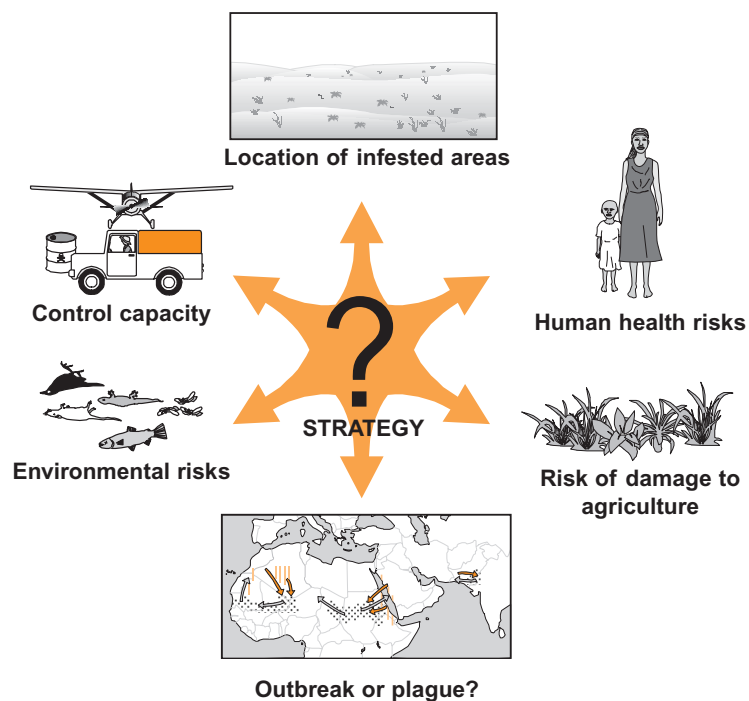 Location of infested areas
Control capacity
Human health risks
?
STRATEGY
Environmental risks
Risk of damage to
agriculture
Outbreak or plague?